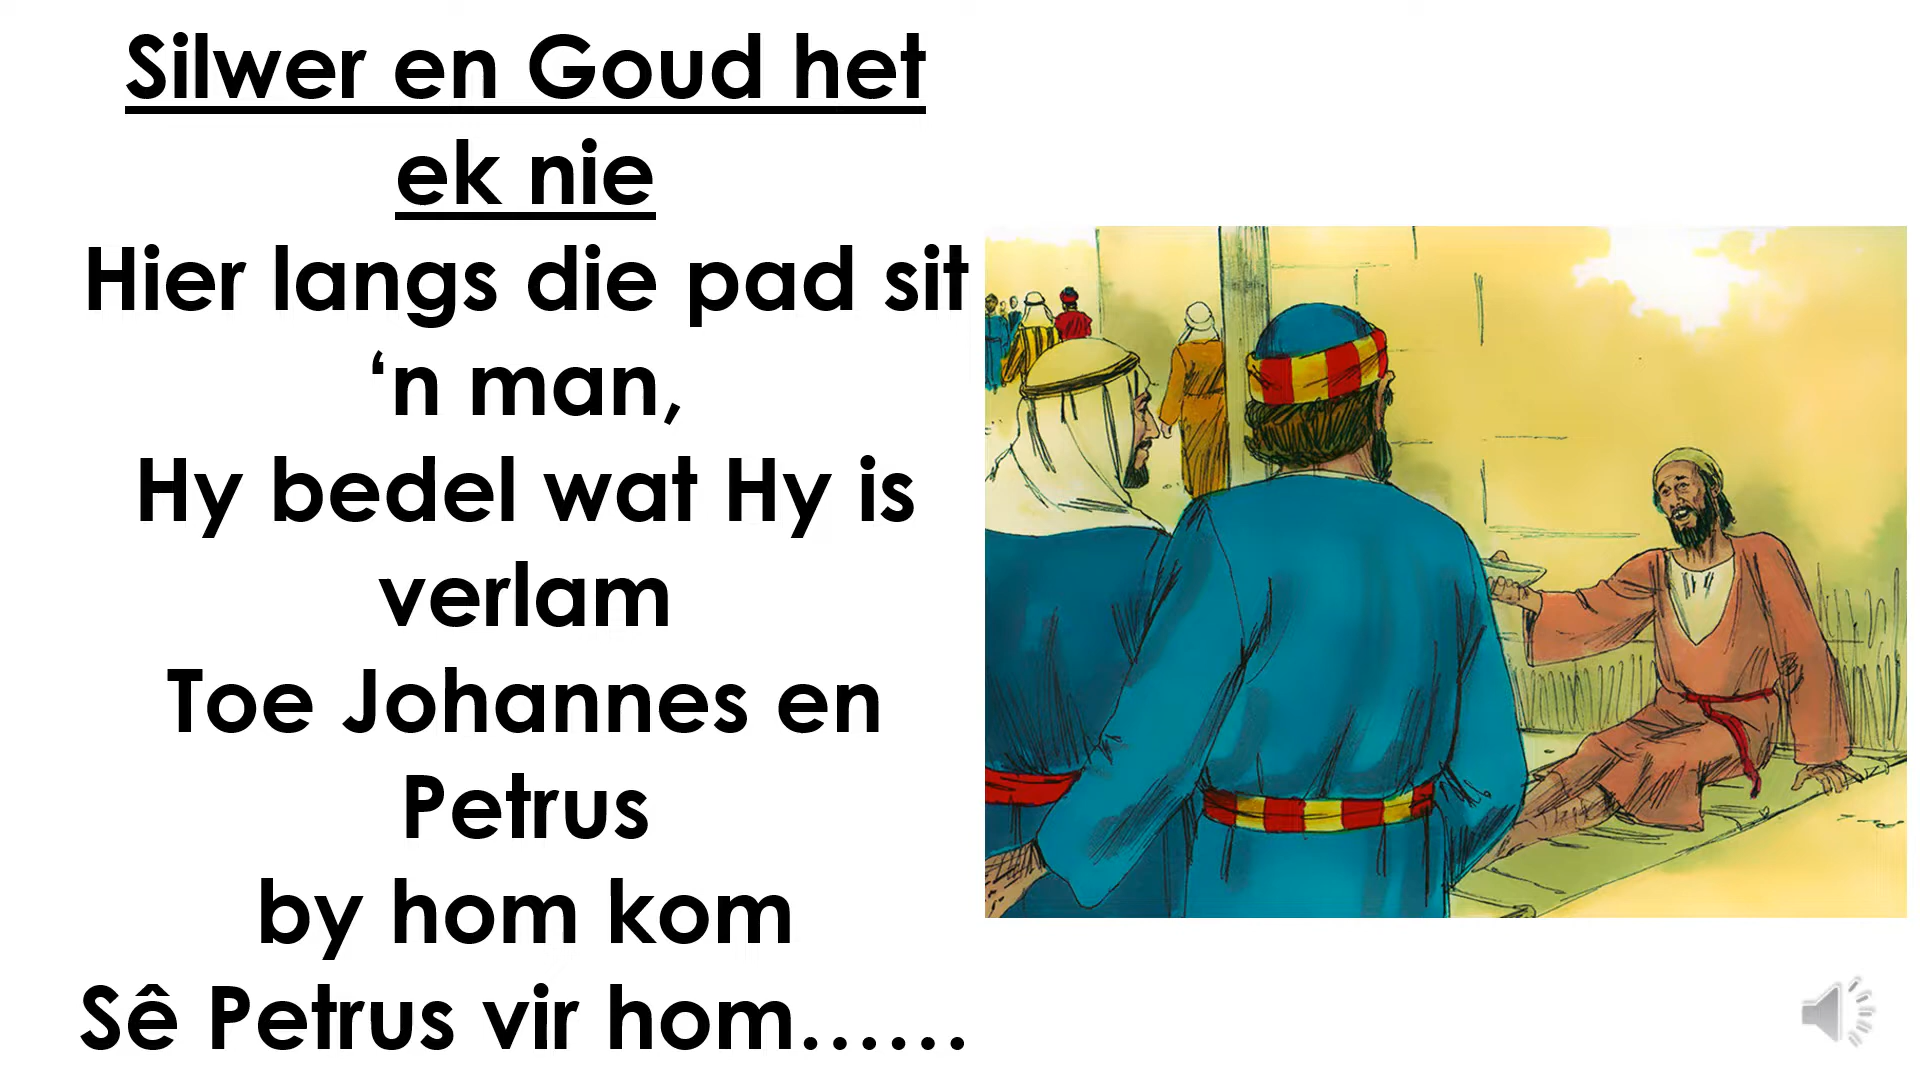 Silwer en Goud het
ek nie
Hier langs die pad sit
‘n man,
Hy bedel wat Hy is
verlam
Toe Johannes en
Petrus
by hom kom
Sê Petrus vir hom……